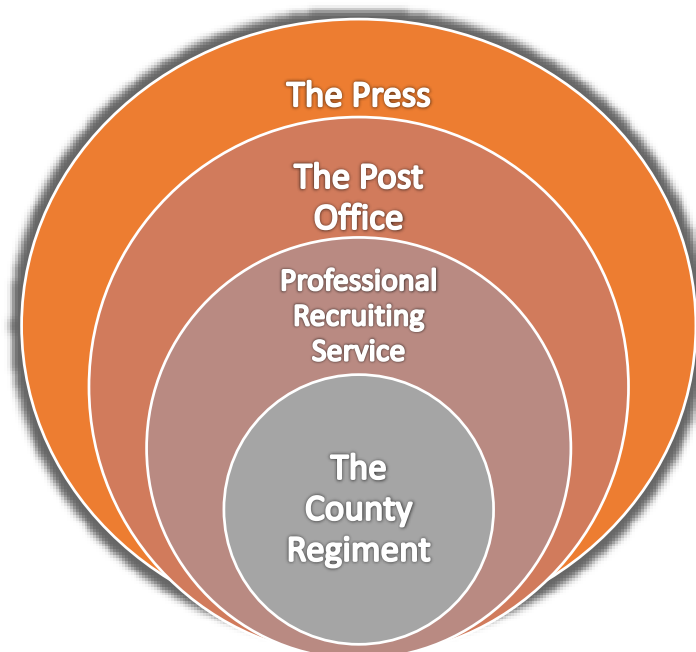 The Press
The Post
Office
Professional
Recruiting
Service
The
County
Regiment